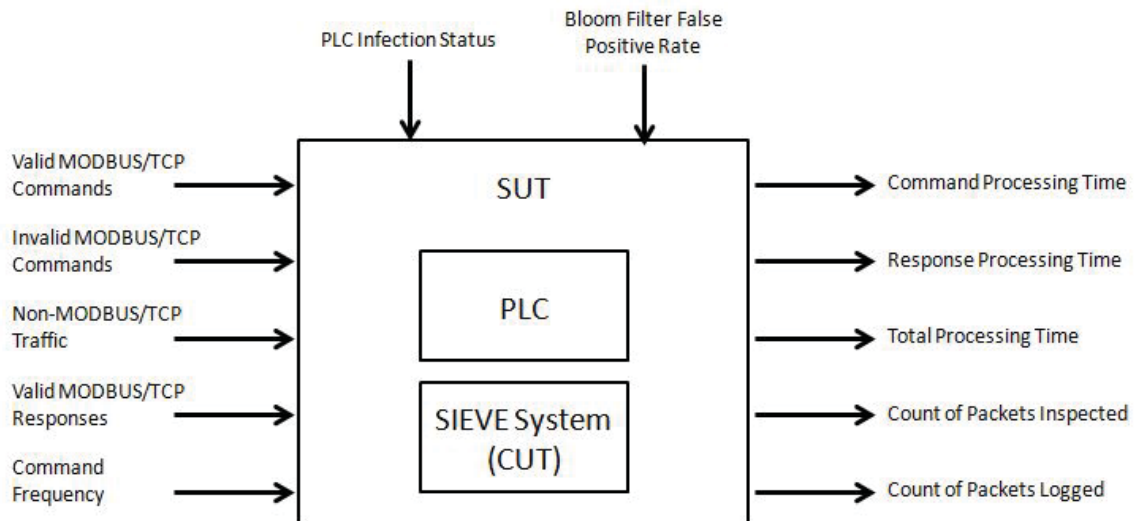 PLC Infection Status
Bloom Filter False
Positive Rate
Valid MODBUS/TCP
Commands
Invalid MODBUS/TCP
Commands
Non-MODBUS/TCP
Traffic
Valid MODBUS/TCP
Responses
Command
Frequency
SUT
PLC
SIEVE System
(CUT)
Command Processing Time
Response Processing Time
Total Processing Time
Count of Packets Inspected
Count of Packets Logged